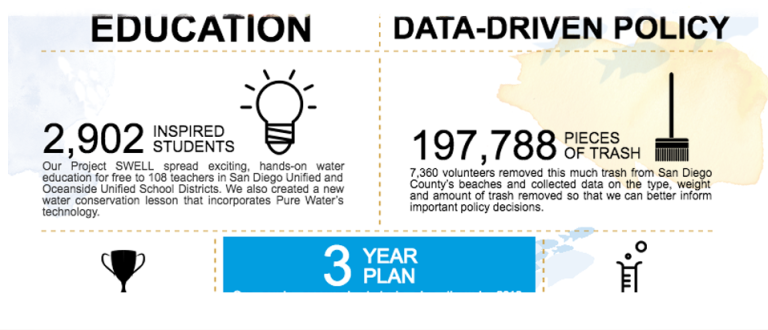 EDUCATION
DATA-DRIVEN POLICY
2,902 INSPIRED STUDENTS
Our Project SWELL spread exciting, hands-on water
education for free to 108 teachers in San Diego Unified and
Oceanside Unified School Districts. We also created a new
water conservation lesson that incorporates Pure Water's
technology.
197,788 PIECES OF TRASH
7,360 volunteers removed this much trash from San Diego
County's beaches and collected data on the type, weight
and amount of trash removed so that we can better inform
important policy decisions.
3 YEAR PLAN